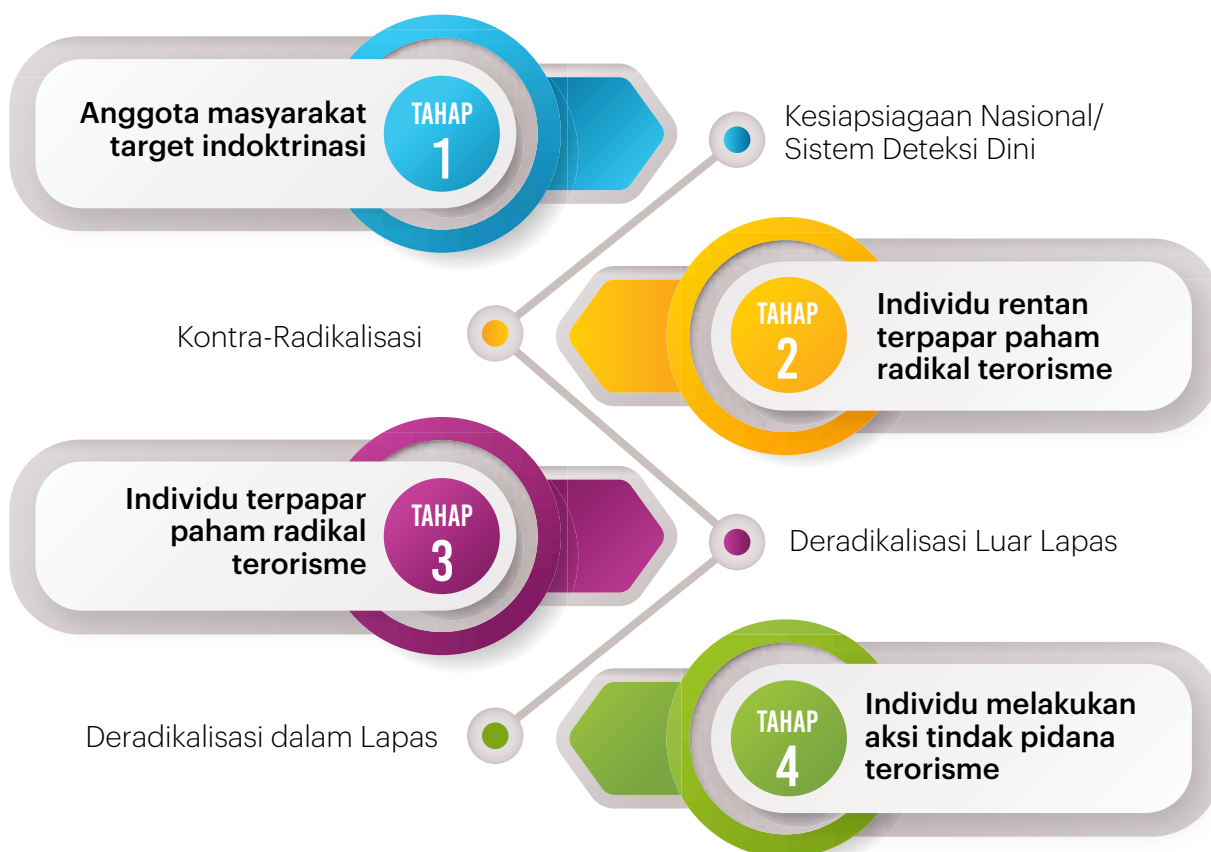 Anggota masyarakat
target indoktrinasi
TAHAP
1
Kesiapsiagaan Nasional/
Sistem Deteksi Dini
Kontra-Radikalisasi
TAHAP
2
Individu rentan
terpapar paham
radikal terorisme
Individu terpapar
paham radikal
terorisme
TAHAP
3
Deradikalisasi Luar Lapas
Deradikalisasi dalam Lapas
TAHAP
4
Individu melakukan
aksi tindak pidana
terorisme